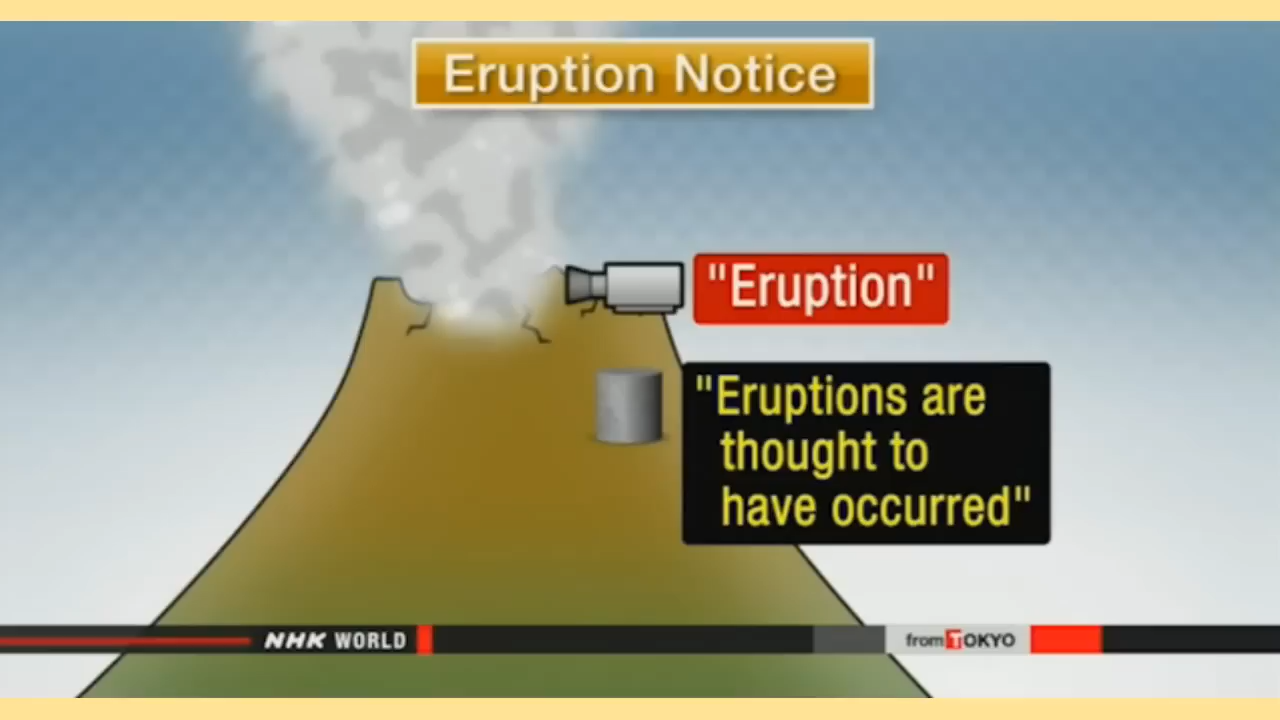 Eruption Notice
"Eruption"
"Eruptions are
thought to
have occurred"
NHK WORLD
from TOKYO